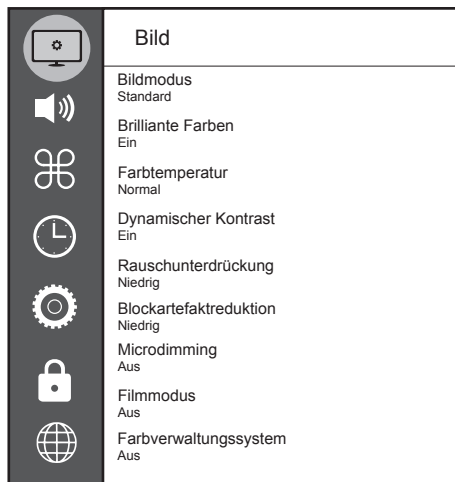 Bild
Bildmodus
Standard
Brilliante Farben
Ein
Farbtemperatur
Normal
Dynamischer Kontrast
Ein
Rauschunterdrückung
Niedrig
Blockartefaktreduktion
Niedrig
Microdimming
Aus
Filmmodus
Aus
Farbverwaltungssystem
Aus